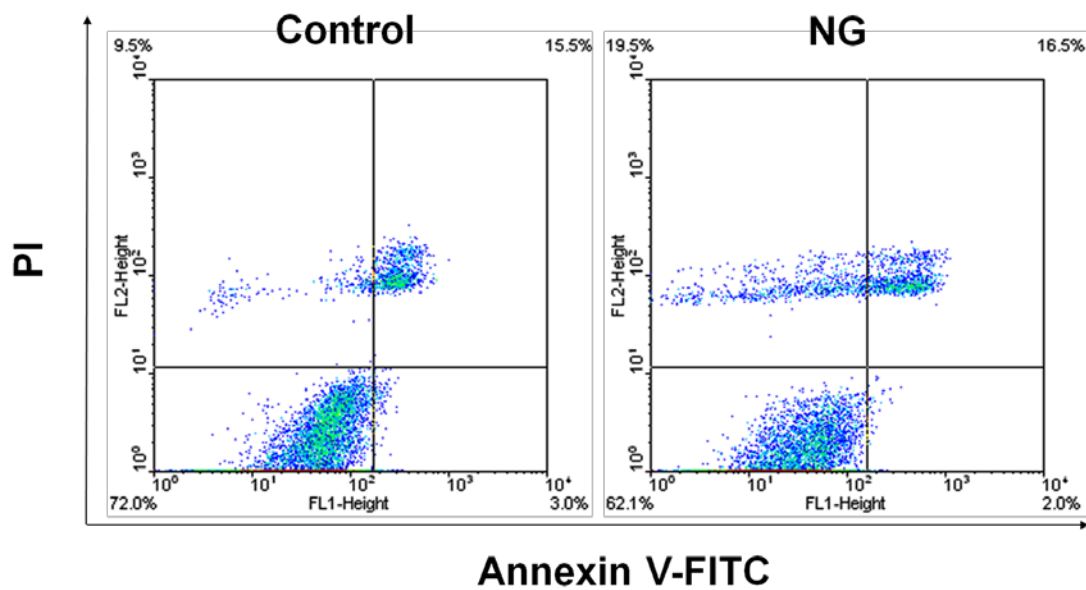 Control
NG
9.5%
15.5%
19.5%
16.5%
10⁴
10³
10²
10¹
10⁰
FL2-Height
10⁰ 10¹ 10² 10³ 10⁴
FL1-Height
72.0%
3.0%
10⁴
10³
10²
10¹
10⁰
FL2-Height
10⁰ 10¹ 10² 10³ 10⁴
FL1-Height
62.1%
2.0%
PI
Annexin V-FITC